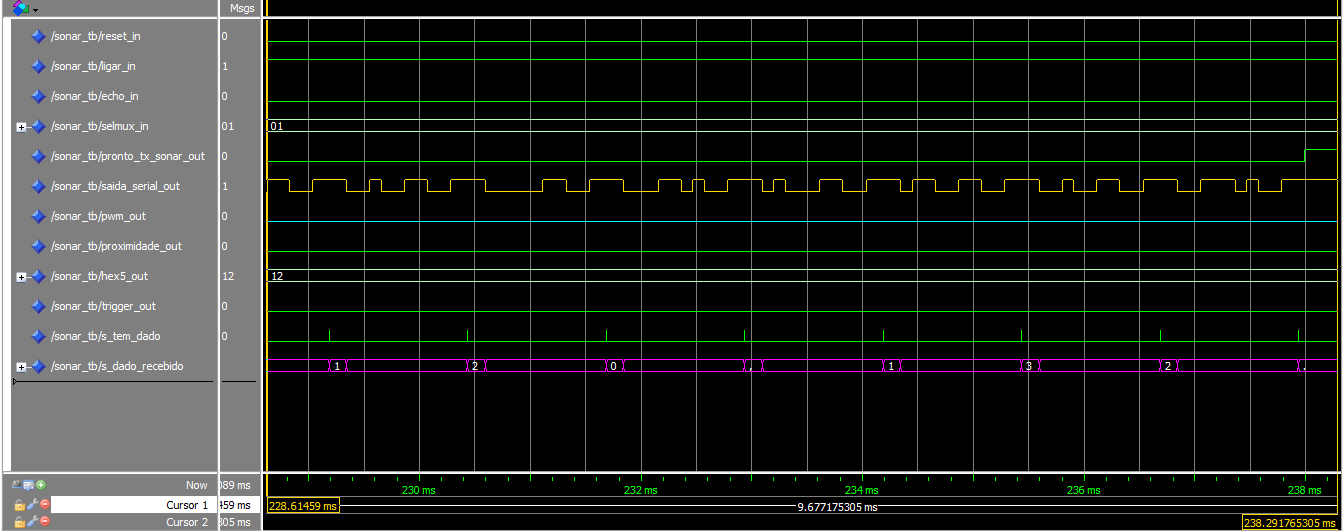 Msgs
/sonar_tb/reset_in 0
/sonar_tb/ligar_in 1
/sonar_tb/echo_in 0
/sonar_tb/selmux_in 01 01
/sonar_tb/pronto_tx_sonar_out 0
/sonar_tb/saida_serial_out 1
/sonar_tb/pwm_out 0
/sonar_tb/proximidade_out 0
/sonar_tb/hex5_out 12 12
/sonar_tb/trigger_out 0
/sonar_tb/s_tem_dado 0
/sonar_tb/s_dado_recebido 1 2 0 , 1 3 2 .
Now 089 ms 230 ms 232 ms 234 ms 236 ms 238 ms
Cursor 1 459 ms 228.61459 ms 9.677175305 ms
Cursor 2 305 ms 238.291765305 ms